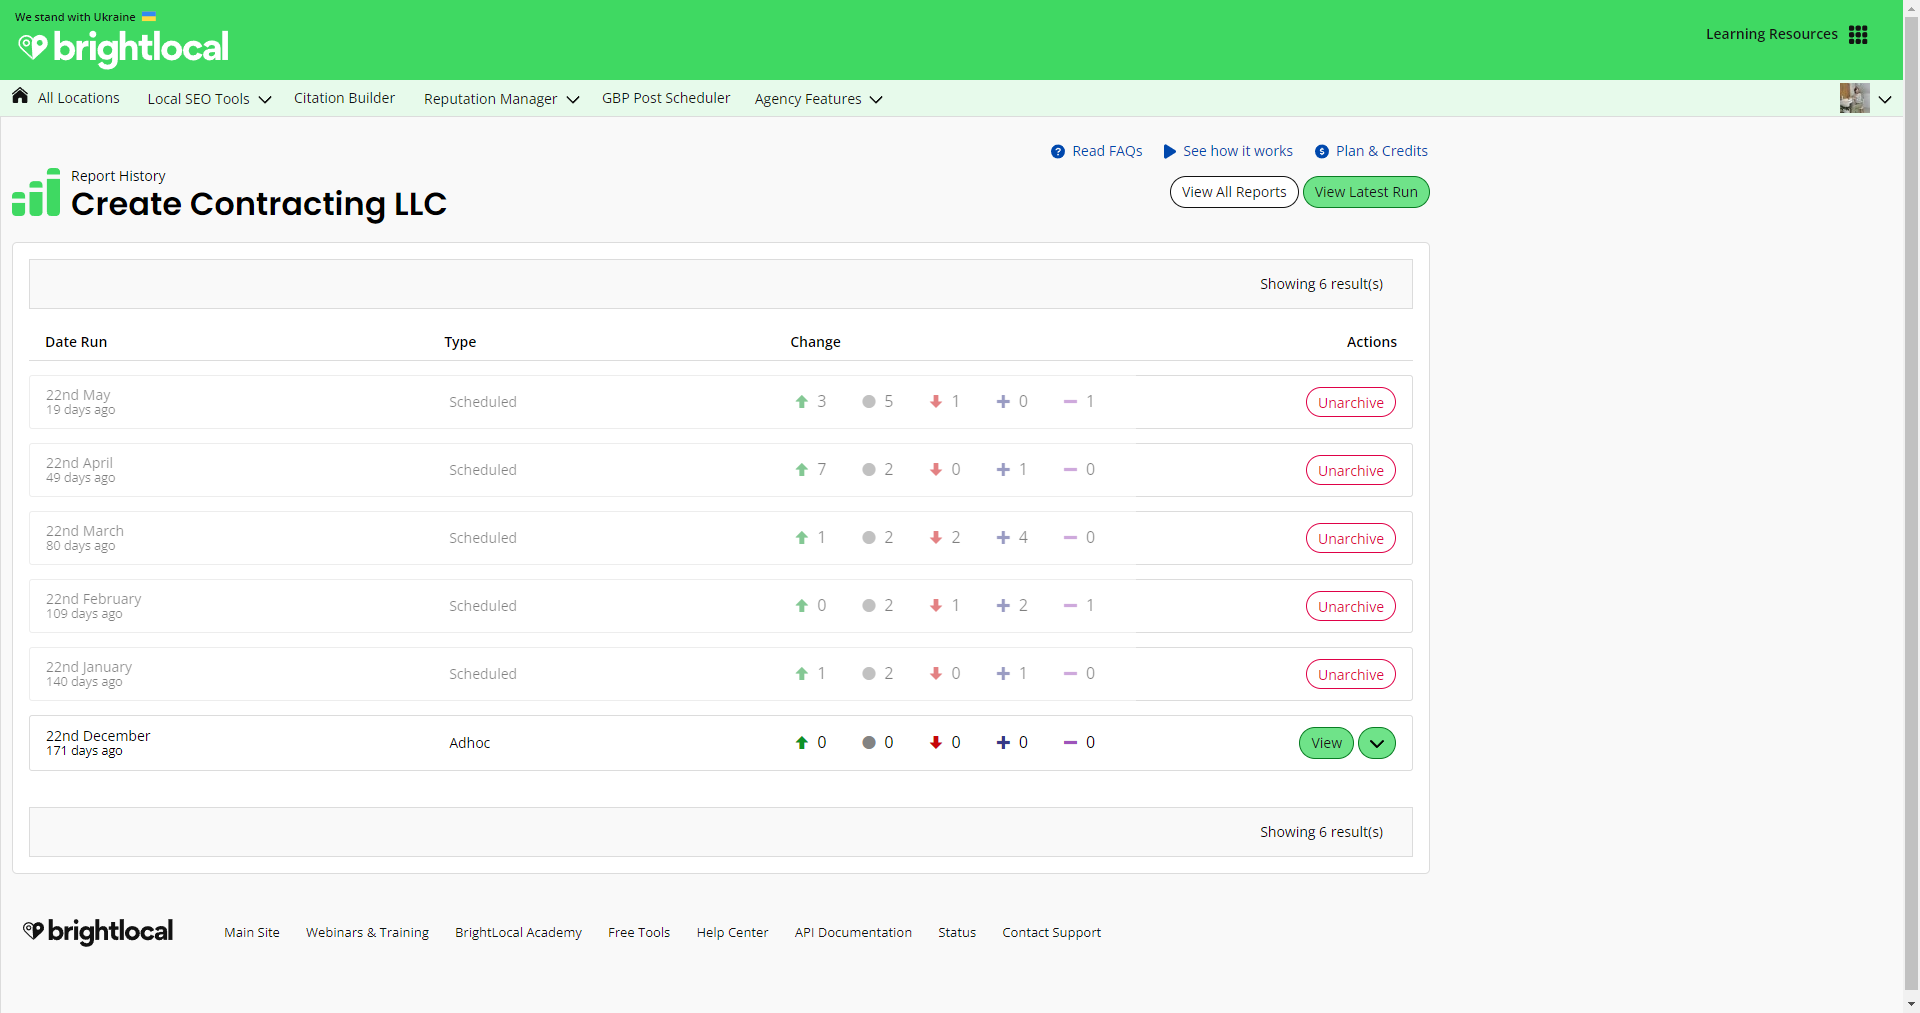 We stand with Ukraine
brightlocal
Learning Resources
All Locations
Local SEO Tools
Citation Builder
Reputation Manager
GBP Post Scheduler
Agency Features
Read FAQs
See how it works
Plan & Credits
Report History
Create Contracting LLC
View All Reports
View Latest Run
Showing 6 result(s)
Date Run Type Change Actions
22nd May
19 days ago
Scheduled 3 5 1 0 1 Unarchive
22nd April
49 days ago
Scheduled 7 2 0 1 0 Unarchive
22nd March
80 days ago
Scheduled 1 2 2 4 0 Unarchive
22nd February
109 days ago
Scheduled 0 2 1 2 1 Unarchive
22nd January
140 days ago
Scheduled 1 2 0 1 0 Unarchive
22nd December
171 days ago
Adhoc 0 0 0 0 0 View
Showing 6 result(s)
brightlocal
Main Site
Webinars & Training
BrightLocal Academy
Free Tools
Help Center
API Documentation
Status
Contact Support